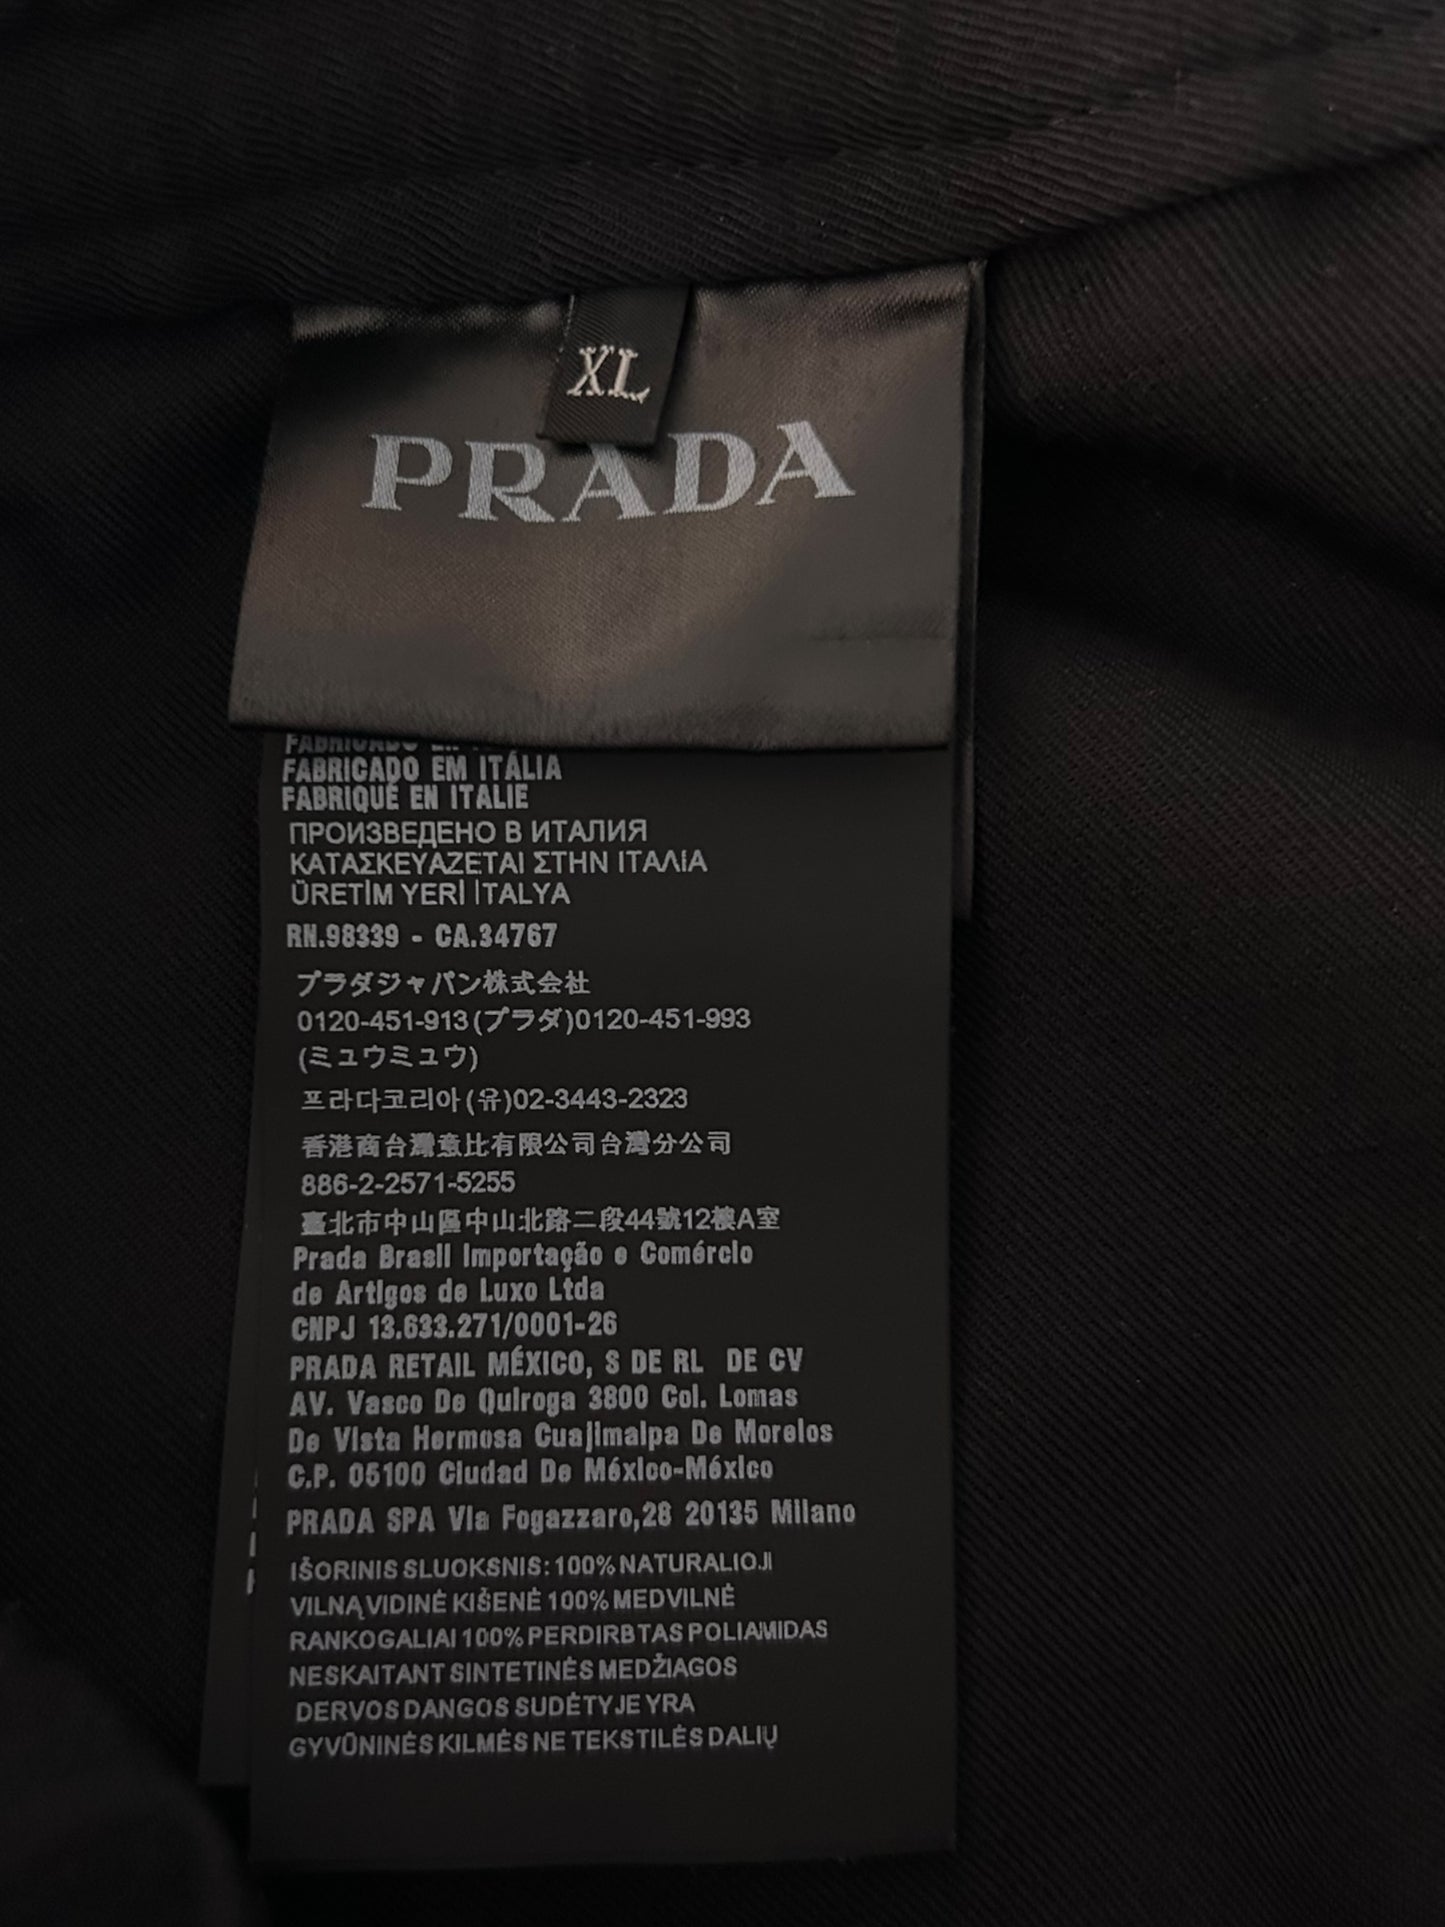 XL
PRADA
FABRICADO EM ITÁLIA
FABRIQUÉ EN ITALIE
ПРОИЗВЕДЕНО В ИТАЛИЯ
ΚΑΤΑΣΚΕΥΑΖΕΤΑΙ ΣΤΗΝ ΙΤΑΛΙΑ
ÜRETİM YERİ İTALYA
RN.98339 - CA.34767
プラダジャパン株式会社
0120-451-913(プラダ)0120-451-993
(ミュウミュウ)
프라다코리아(유)02-3443-2323
香港商台灣意比有限公司台灣分公司
886-2-2571-5255
臺北市中山區中山北路二段44號12樓A室
Prada Brasil Importação e Comércio
de Artigos de Luxo Ltda
CNPJ 13.633.271/0001-26
PRADA RETAIL MÉXICO, S DE RL DE CV
AV. Vasco De Quiroga 3800 Col. Lomas
De Vista Hermosa Cuajimalpa De Morelos
C.P. 05100 Ciudad De México-México
PRADA SPA Via Fogazzaro,28 20135 Milano
IŠORINIS SLUOKSNIS: 100% NATURALIOJI
VILNĄ VIDINĖ KIŠENĖ 100% MEDVILNĖ
RANKOGALIAI 100% PERDIRBTAS POLIAMIDAS
NESKAITANT SINTETINĖS MEDŽIAGOS
DERVOS DANGOS SUDĖTYJE YRA
GYVŪNINĖS KILMĖS NE TEKSTILĖS DALIŲ